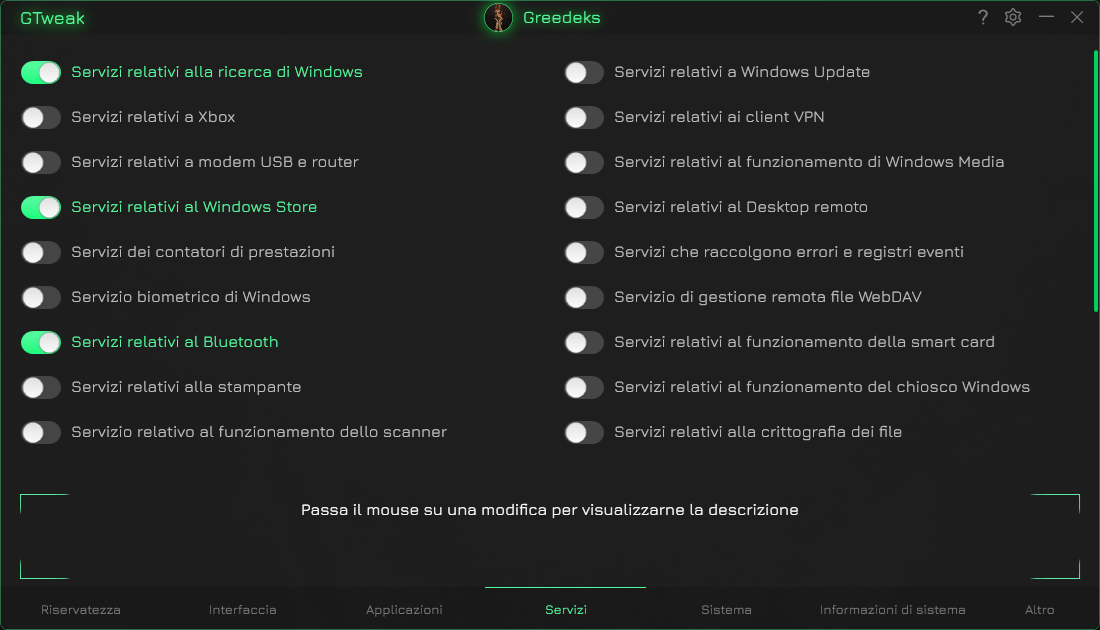 GTweak
Greedeks
?
Servizi relativi alla ricerca di Windows
Servizi relativi a Windows Update
Servizi relativi a Xbox
Servizi relativi ai client VPN
Servizi relativi a modem USB e router
Servizi relativi al funzionamento di Windows Media
Servizi relativi al Windows Store
Servizi relativi al Desktop remoto
Servizi dei contatori di prestazioni
Servizi che raccolgono errori e registri eventi
Servizio biometrico di Windows
Servizio di gestione remota file WebDAV
Servizi relativi al Bluetooth
Servizi relativi al funzionamento della smart card
Servizi relativi alla stampante
Servizi relativi al funzionamento del chiosco Windows
Servizio relativo al funzionamento dello scanner
Servizi relativi alla crittografia dei file
Passa il mouse su una modifica per visualizzarne la descrizione
Riservatezza
Interfaccia
Applicazioni
Servizi
Sistema
Informazioni di sistema
Altro